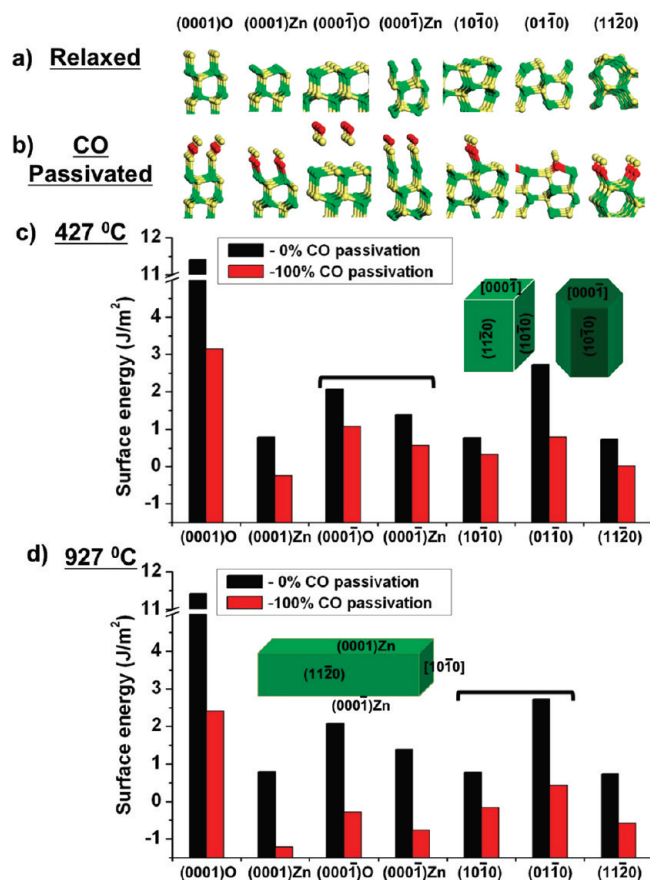 (0001)O (0001)Zn (0001̄)O (0001̄)Zn (101̄0) (011̄0) (112̄0)
a) Relaxed
b) CO Passivated
c) 427 ⁰C
12
11
4
3
2
1
0
-1
Surface energy (J/m²)
- 0% CO passivation
-100% CO passivation
[0001̄] [0001̄]
(112̄0) (101̄0) (101̄0)
(0001)O (0001)Zn (0001̄)O (0001̄)Zn (101̄0) (011̄0) (112̄0)
d) 927 ⁰C
12
11
4
3
2
1
0
-1
Surface energy (J/m²)
- 0% CO passivation
-100% CO passivation
(0001)Zn
(112̄0) [101̄0]
(0001̄)Zn
(0001)O (0001)Zn (0001̄)O (0001̄)Zn (101̄0) (011̄0) (112̄0)